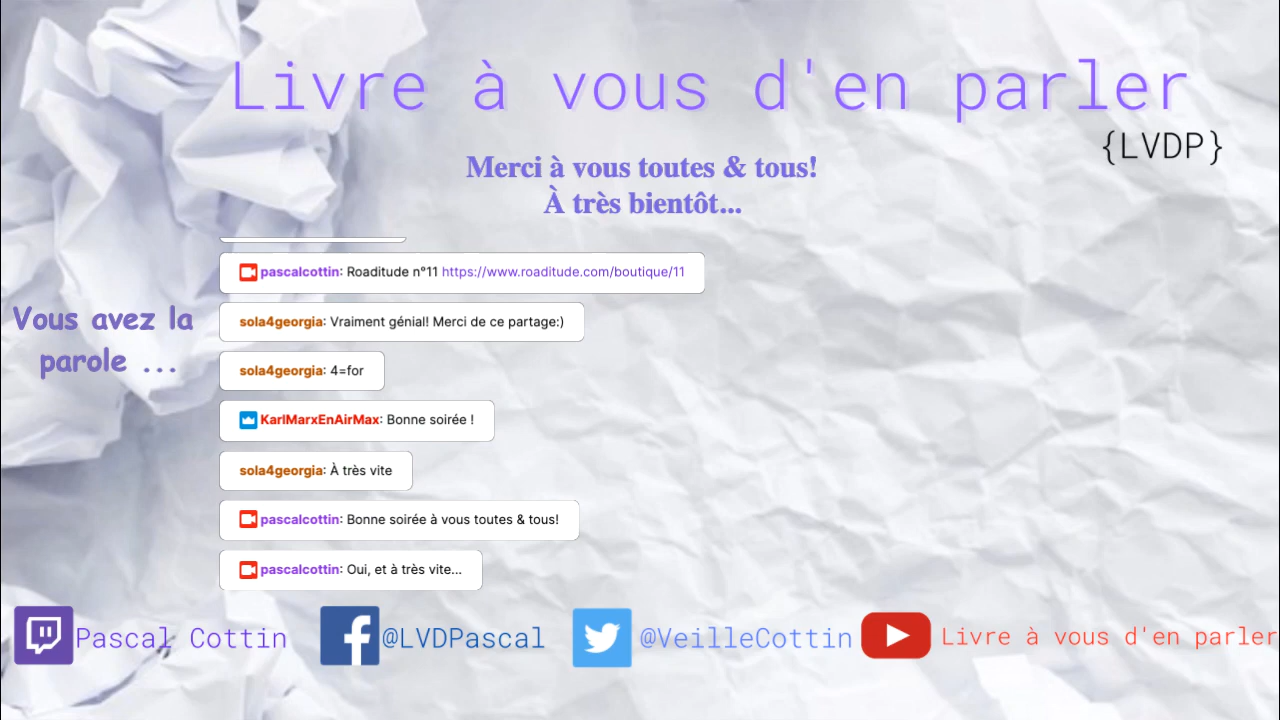 Livre à vous d'en parler
{LVDP}
Merci à vous toutes & tous!
À très bientôt...
Vous avez la
parole ...
pascalcottin: Roaditude n°11 https://www.roaditude.com/boutique/11
sola4georgia: Vraiment génial! Merci de ce partage:)
sola4georgia: 4=for
KarlMarxEnAirMax: Bonne soirée !
sola4georgia: À très vite
pascalcottin: Bonne soirée à vous toutes & tous!
pascalcottin: Oui, et à très vite...
Pascal Cottin
@LVDPascal
@VeilleCottin
Livre à vous d'en parler